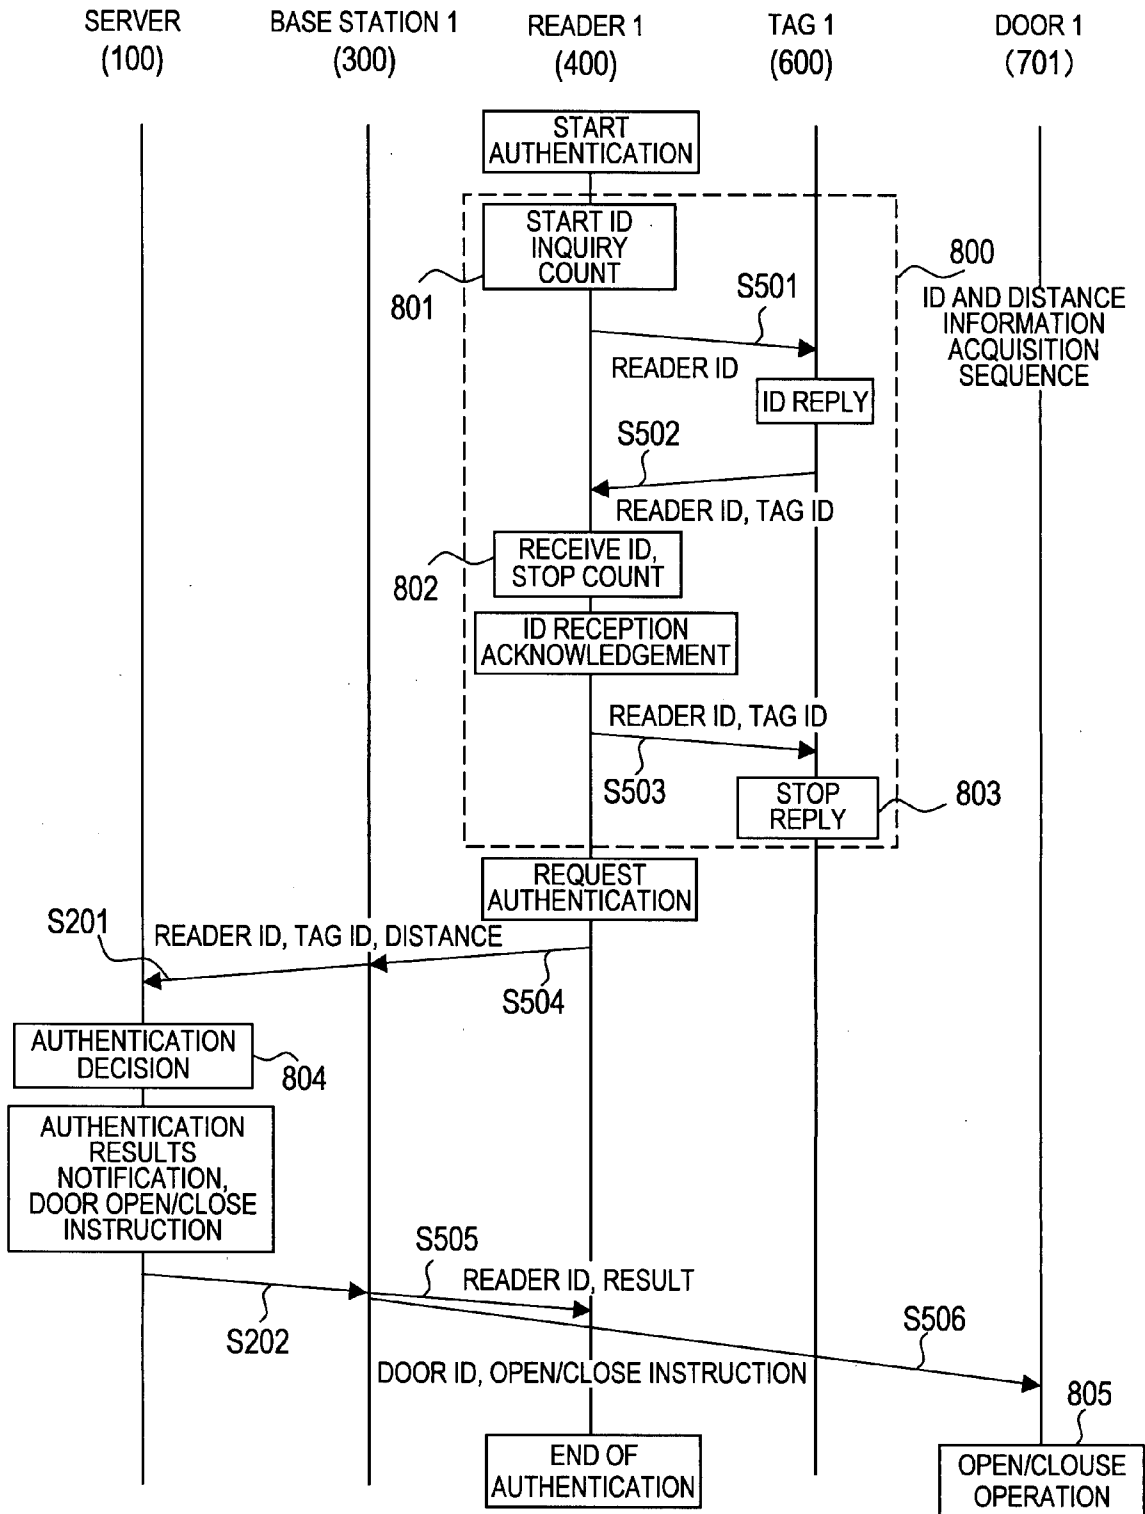 SERVER
(100)
BASE STATION 1
(300)
READER 1
(400)
TAG 1
(600)
DOOR 1
(701)
START
AUTHENTICATION
START ID
INQUIRY
COUNT
801
800
ID AND DISTANCE
INFORMATION
ACQUISITION
SEQUENCE
S501
READER ID
ID REPLY
S502
READER ID, TAG ID
RECEIVE ID,
STOP COUNT
802
ID RECEPTION
ACKNOWLEDGEMENT
READER ID, TAG ID
S503
STOP
REPLY
803
REQUEST
AUTHENTICATION
S201
READER ID, TAG ID, DISTANCE
S504
AUTHENTICATION
DECISION
804
AUTHENTICATION
RESULTS
NOTIFICATION,
DOOR OPEN/CLOSE
INSTRUCTION
S505
READER ID, RESULT
S202
S506
DOOR ID, OPEN/CLOSE INSTRUCTION
805
END OF
AUTHENTICATION
OPEN/CLOUSE
OPERATION